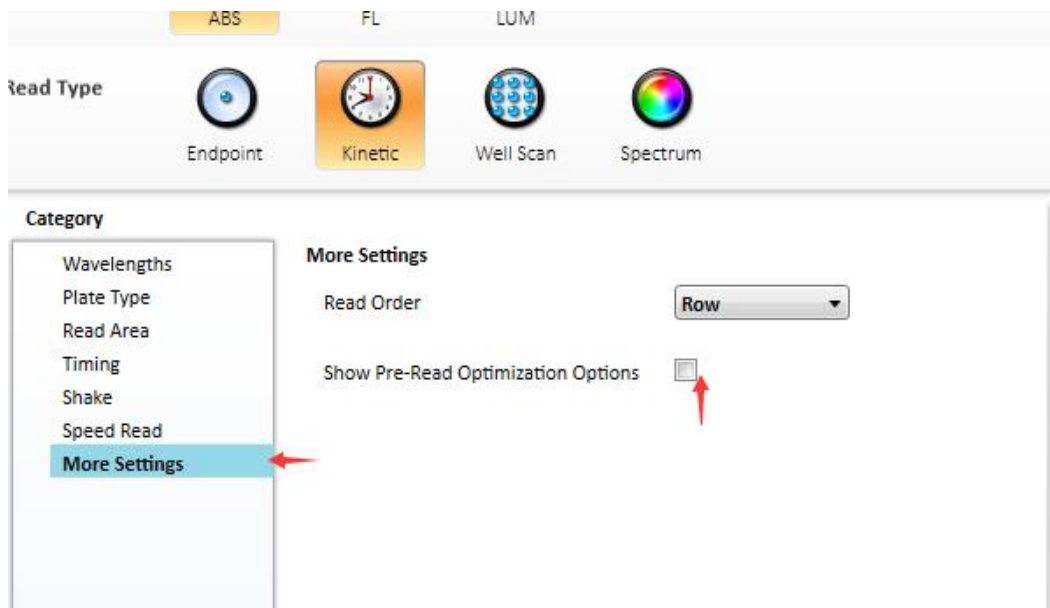 ABS FL LUM
Read Type
Endpoint Kinetic Well Scan Spectrum
Category
Wavelengths
Plate Type
Read Area
Timing
Shake
Speed Read
More Settings
More Settings
Read Order Row
Show Pre-Read Optimization Options